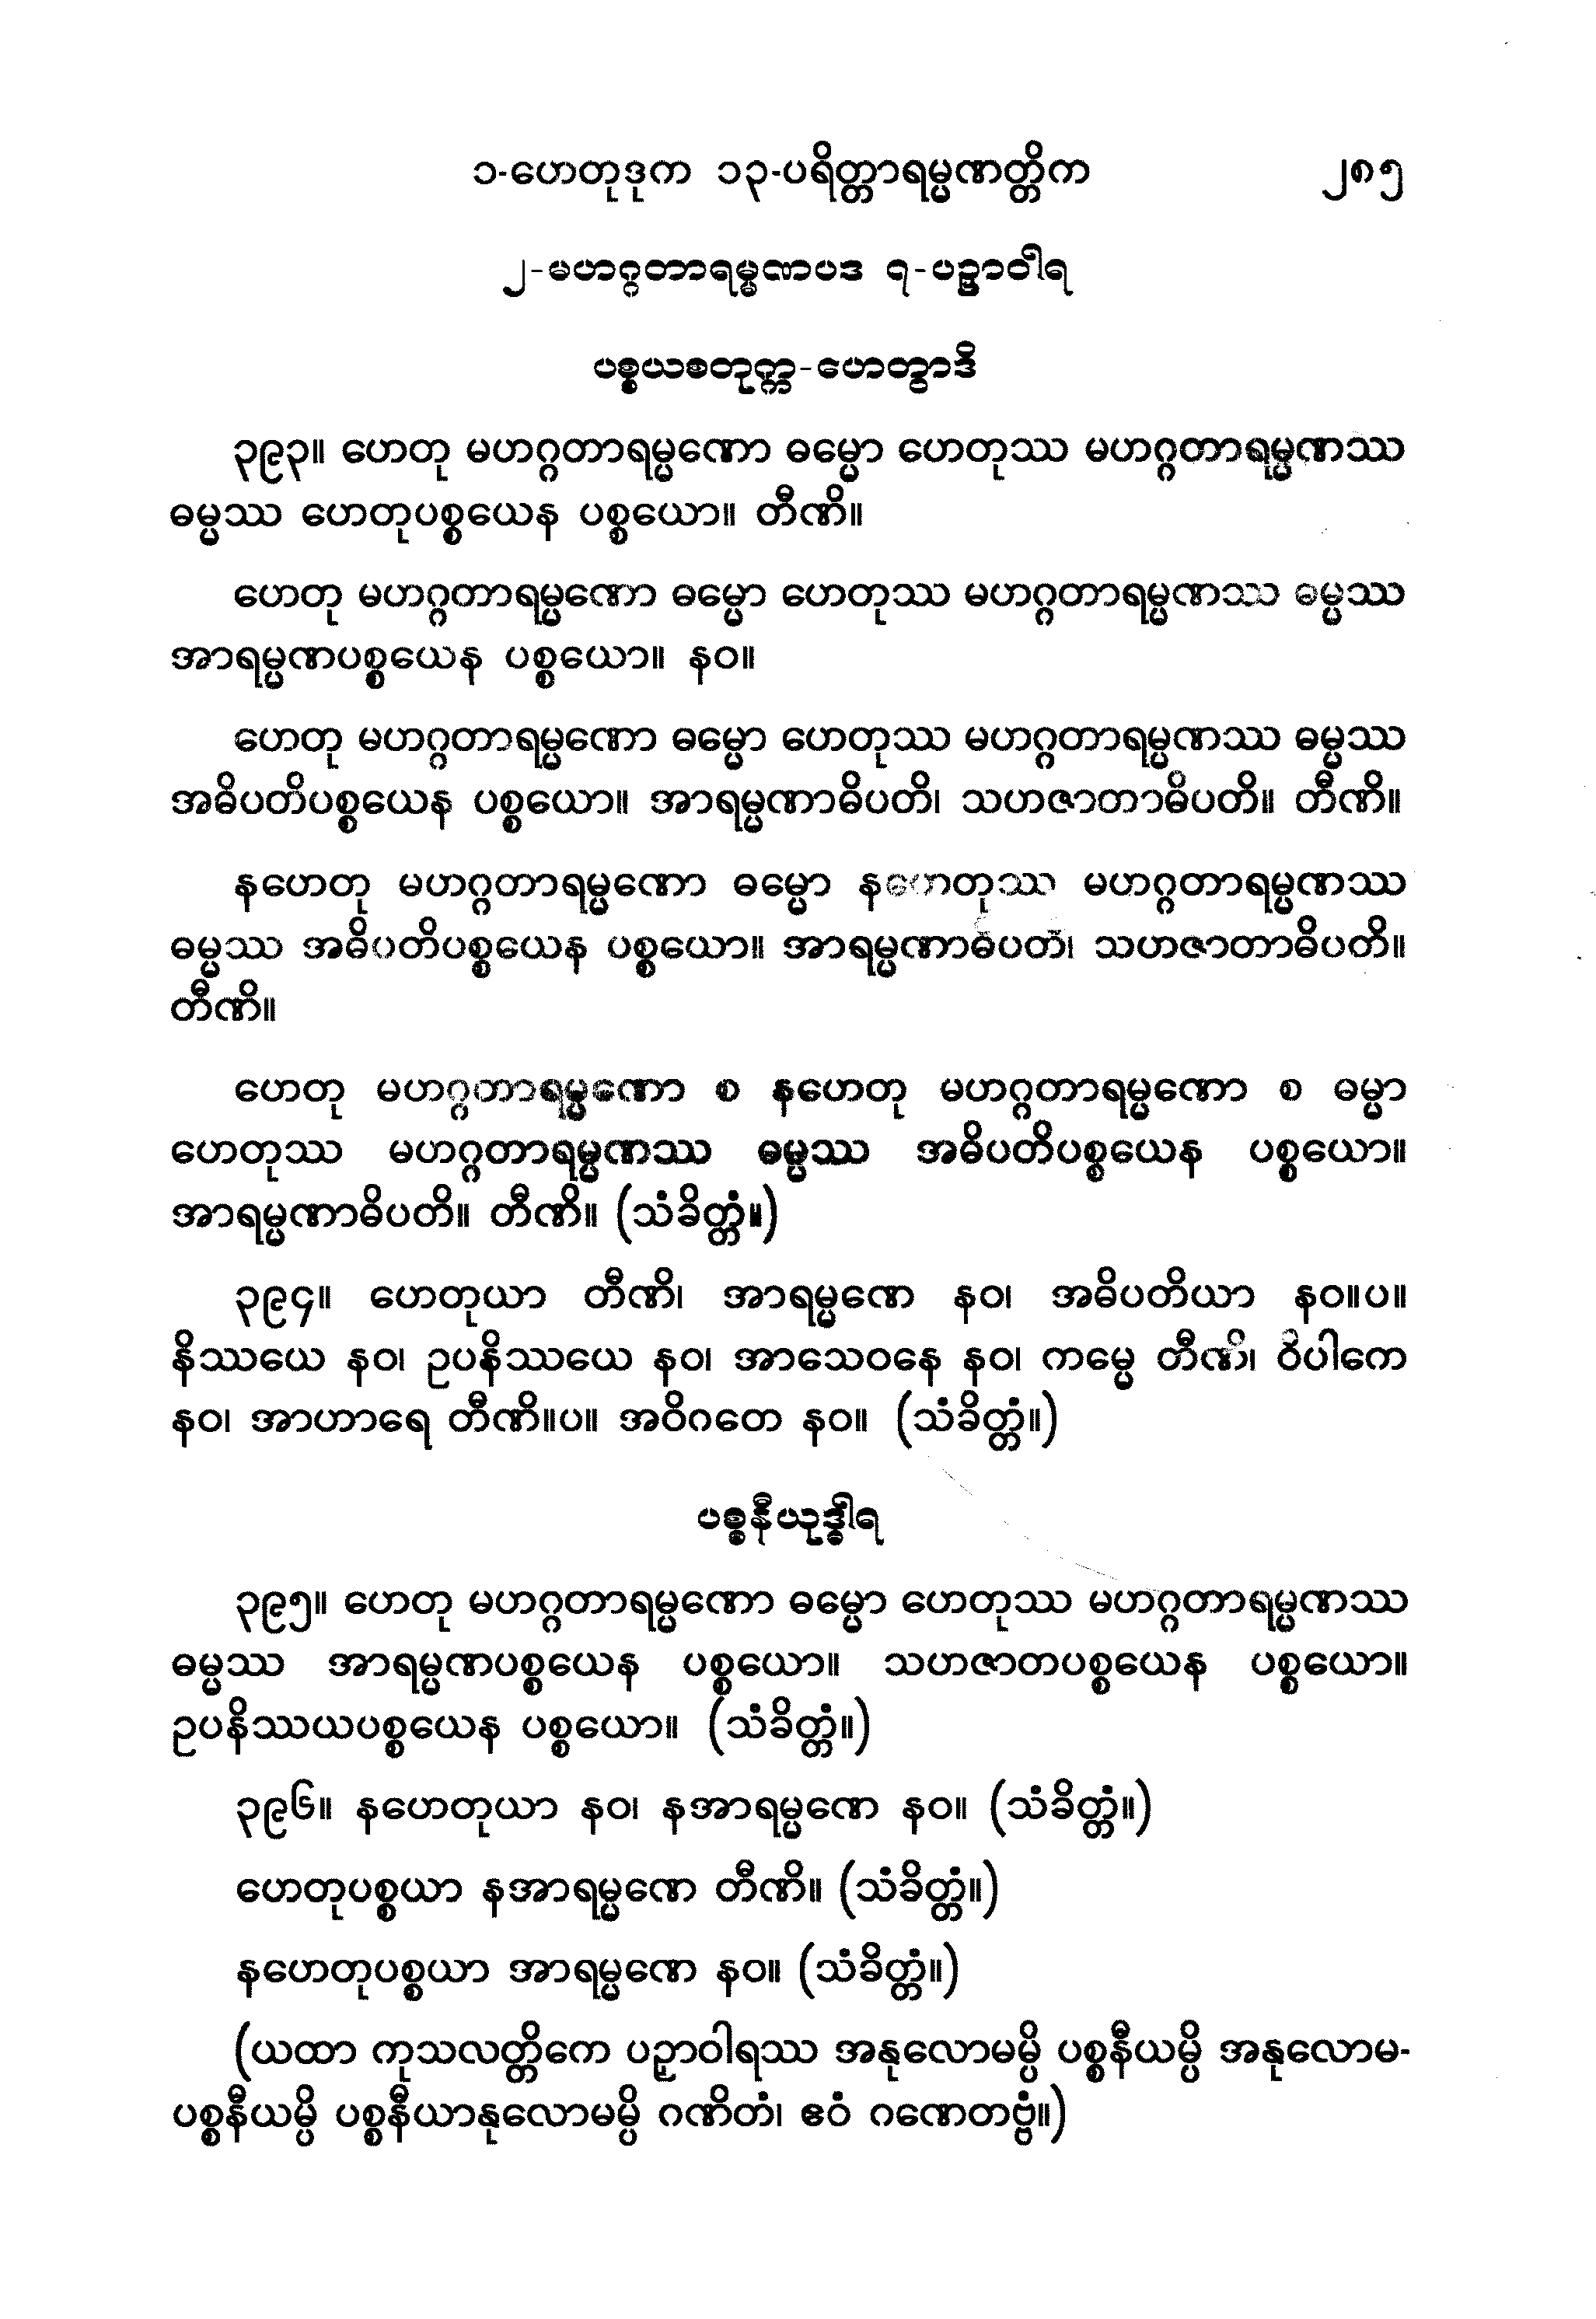 ၁-ဟေတုဒုက ၁၃-ပရိတ္တာရမ္မဏတ္တိက ၂၈၅
၂-မဟဂ္ဂတာရမ္မဏပဒ ၇-ပဉှာဝါရ
ပစ္စယစတုက္က-ဟေတွာဒိ
၃၉၃။ ဟေတု မဟဂ္ဂတာရမ္မဏော ဓမ္မော ဟေတုဿ မဟဂ္ဂတာရမ္မဏဿ
ဓမ္မဿ ဟေတုပစ္စယေန ပစ္စယော။ တီဏိ။
ဟေတု မဟဂ္ဂတာရမ္မဏော ဓမ္မော ဟေတုဿ မဟဂ္ဂတာရမ္မဏဿ ဓမ္မဿ
အာရမ္မဏပစ္စယေန ပစ္စယော။ နဝ။
ဟေတု မဟဂ္ဂတာရမ္မဏော ဓမ္မော ဟေတုဿ မဟဂ္ဂတာရမ္မဏဿ ဓမ္မဿ
အဓိပတိပစ္စယေန ပစ္စယော။ အာရမ္မဏာဓိပတိ၊ သဟဇာတာဓိပတိ။ တီဏိ။
နဟေတု မဟဂ္ဂတာရမ္မဏော ဓမ္မော နဟေတုဿ မဟဂ္ဂတာရမ္မဏဿ
ဓမ္မဿ အဓိပတိပစ္စယေန ပစ္စယော။ အာရမ္မဏာဓိပတိ၊ သဟဇာတာဓိပတိ။
တီဏိ။
ဟေတု မဟဂ္ဂတာရမ္မဏော စ နဟေတု မဟဂ္ဂတာရမ္မဏော စ ဓမ္မာ
ဟေတုဿ မဟဂ္ဂတာရမ္မဏဿ ဓမ္မဿ အဓိပတိပစ္စယေန ပစ္စယော။
အာရမ္မဏာဓိပတိ။ တီဏိ။ (သံခိတ္တံ။)
၃၉၄။ ဟေတုယာ တီဏိ၊ အာရမ္မဏေ နဝ၊ အဓိပတိယာ နဝ။ပ။
နိဿယေ နဝ၊ ဥပနိဿယေ နဝ၊ အာသေဝနေ နဝ၊ ကမ္မေ တီဏိ၊ ဝိပါကေ
နဝ၊ အာဟာရေ တီဏိ။ပ။ အဝိဂတေ နဝ။ (သံခိတ္တံ။)
ပစ္စနီယုဒ္ဓါရ
၃၉၅။ ဟေတု မဟဂ္ဂတာရမ္မဏော ဓမ္မော ဟေတုဿ မဟဂ္ဂတာရမ္မဏဿ
ဓမ္မဿ အာရမ္မဏပစ္စယေန ပစ္စယော။ သဟဇာတပစ္စယေန ပစ္စယော။
ဥပနိဿယပစ္စယေန ပစ္စယော။ (သံခိတ္တံ။)
၃၉၆။ နဟေတုယာ နဝ၊ နအာရမ္မဏေ နဝ။ (သံခိတ္တံ။)
ဟေတုပစ္စယာ နအာရမ္မဏေ တီဏိ။ (သံခိတ္တံ။)
နဟေတုပစ္စယာ အာရမ္မဏေ နဝ။ (သံခိတ္တံ။)
(ယထာ ကုသလတ္တိကေ ပဉှာဝါရဿ အနုလောမမ္ပိ ပစ္စနီယမ္ပိ အနုလောမ-
ပစ္စနီယမ္ပိ ပစ္စနီယာနုလောမမ္ပိ ဂဏိတံ၊ ဧဝံ ဂဏေတဗ္ဗံ။)